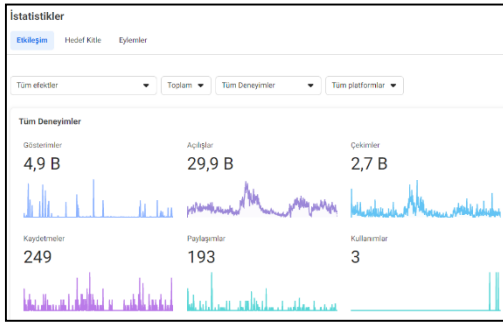 İstatistikler
Etkileşim Hedef Kitle Eylemler
Tüm efektler Toplam Tüm Deneyimler Tüm platformlar
Tüm Deneyimler
Gösterimler Açılışlar Çekimler
4,9 B 29,9 B 2,7 B
Kaydetmeler Paylaşımlar Kullanımlar
249 193 3